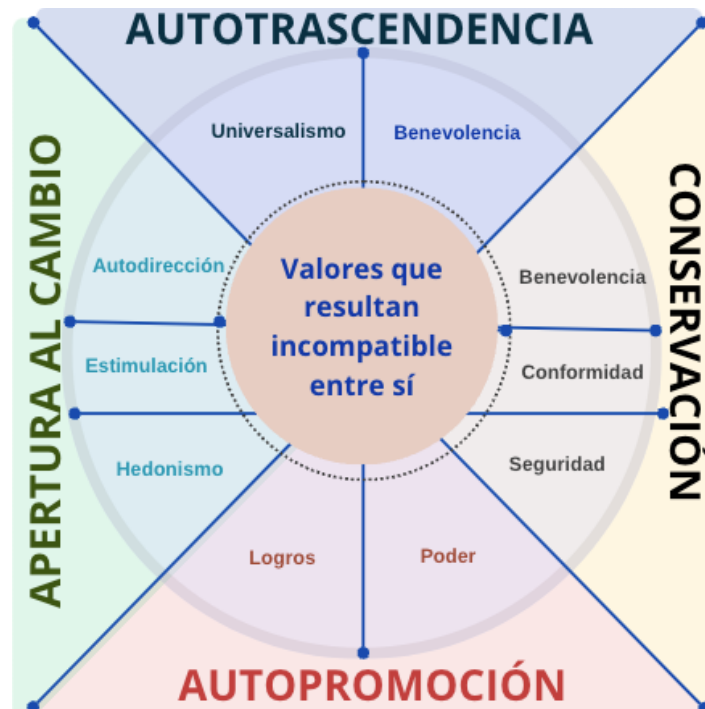 AUTOTRASCENDENCIA
Universalismo
Benevolencia
APERTURA AL CAMBIO
Autodirección
Estimulación
Hedonismo
Valores que
resultan
incompatible
entre sí
Benevolencia
Conformidad
Seguridad
CONSERVACIÓN
Logros
Poder
AUTOPROMOCIÓN